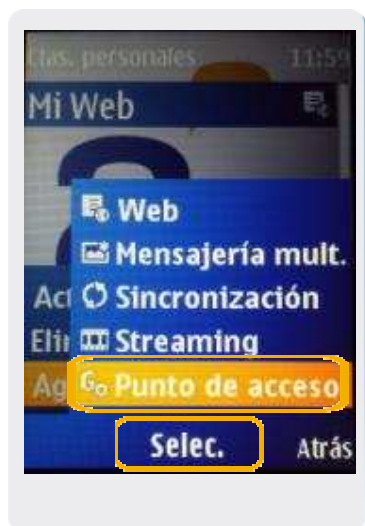 Ctas. personales 11:59
Mi Web
Web
Mensajería mult.
Sincronización
Streaming
Punto de acceso
Selec. Atrás